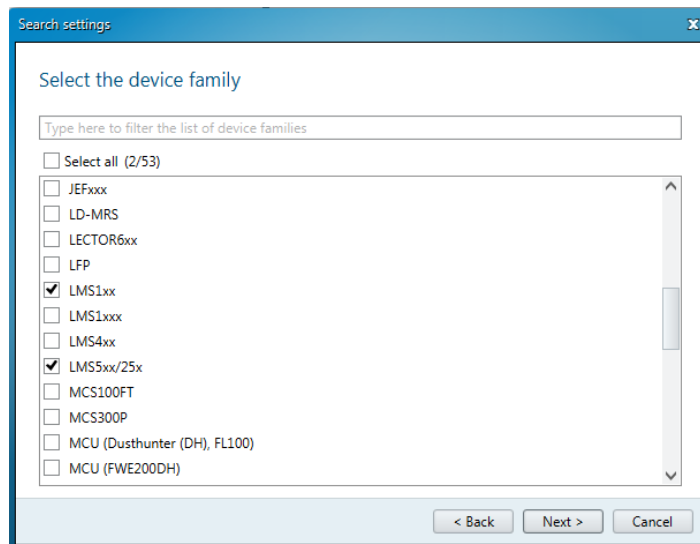 Search settings
Select the device family
Type here to filter the list of device families
Select all (2/53)
JEFxxx
LD-MRS
LECTOR6xx
LFP
LMS1xx
LMS1xxx
LMS4xx
LMS5xx/25x
MCS100FT
MCS300P
MCU (Dusthunter (DH), FL100)
MCU (FWE200DH)
< Back Next > Cancel